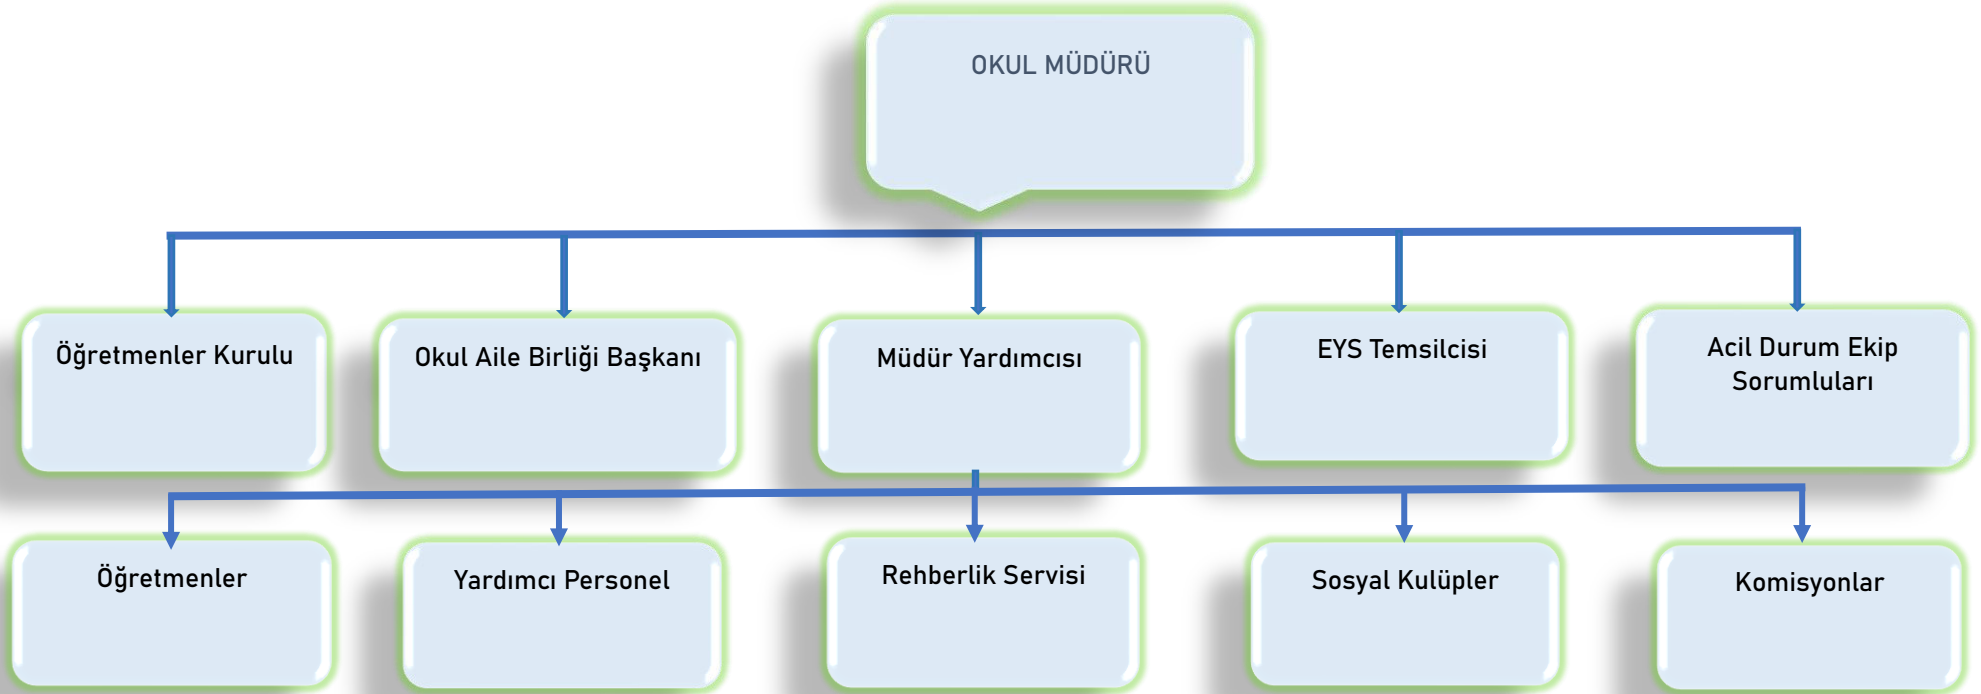 OKUL MÜDÜRÜ
Öğretmenler Kurulu
Okul Aile Birliği Başkanı
Müdür Yardımcısı
EYS Temsilcisi
Acil Durum Ekip
Sorumluları
Öğretmenler
Yardımcı Personel
Rehberlik Servisi
Sosyal Kulüpler
Komisyonlar